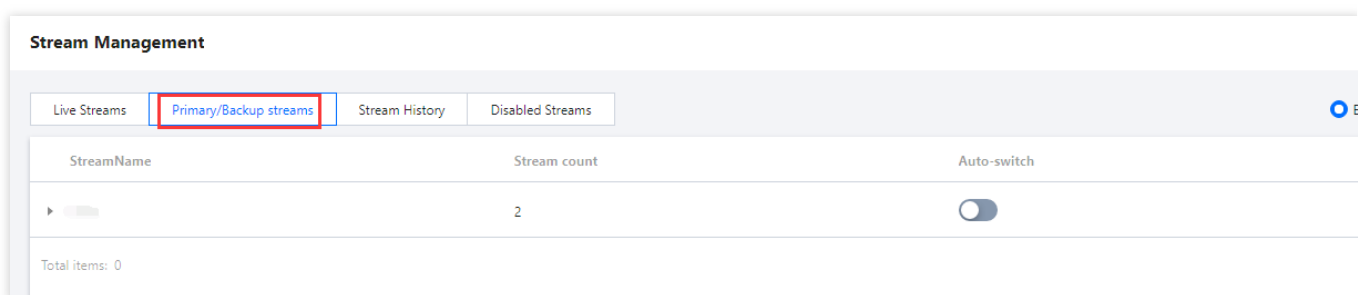 Stream Management
Live Streams Primary/Backup streams Stream History Disabled Streams
StreamName Stream count Auto-switch
2
Total items: 0